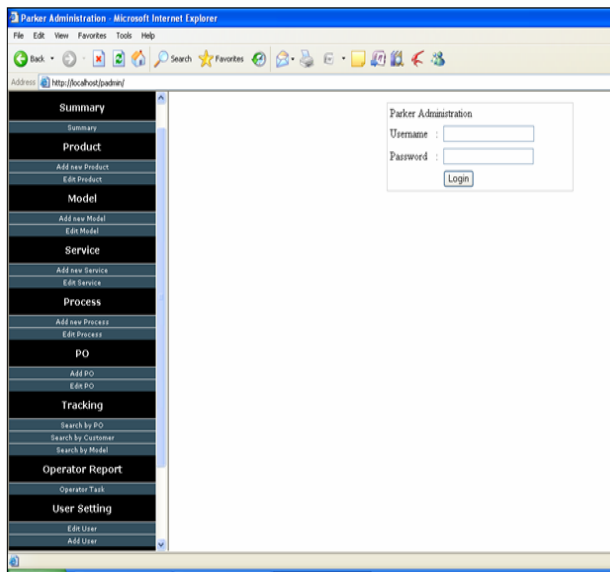 Parker Administration - Microsoft Internet Explorer
File Edit View Favorites Tools Help
Back Search Favorites
Address http://localhost/padmin/
Summary
Summary
Product
Add new Product
Edit Product
Model
Add new Model
Edit Model
Service
Add new Service
Edit Service
Process
Add new Process
Edit Process
PO
Add PO
Edit PO
Tracking
Search by PO
Search by Customer
Search by Model
Operator Report
Operator Task
User Setting
Edit User
Add User
Parker Administration
Username :
Password :
Login